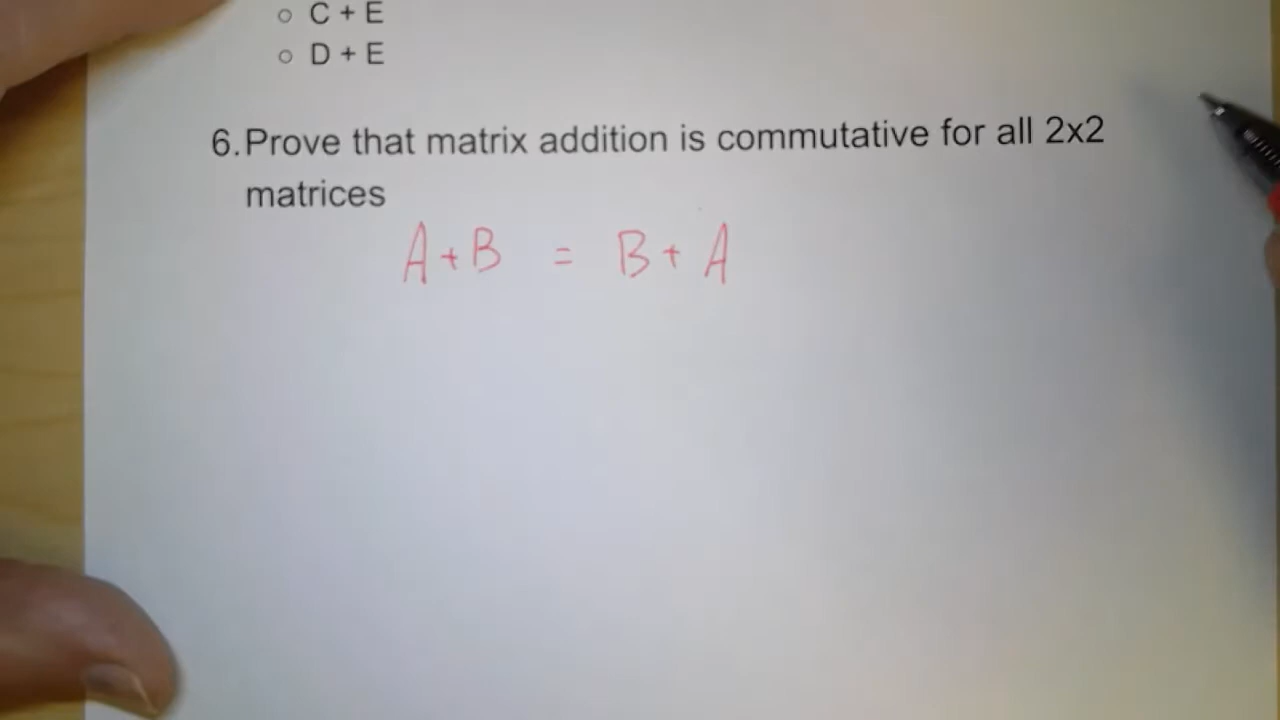 ○ C + E
○ D + E
6. Prove that matrix addition is commutative for all 2x2
matrices
A + B = B + A